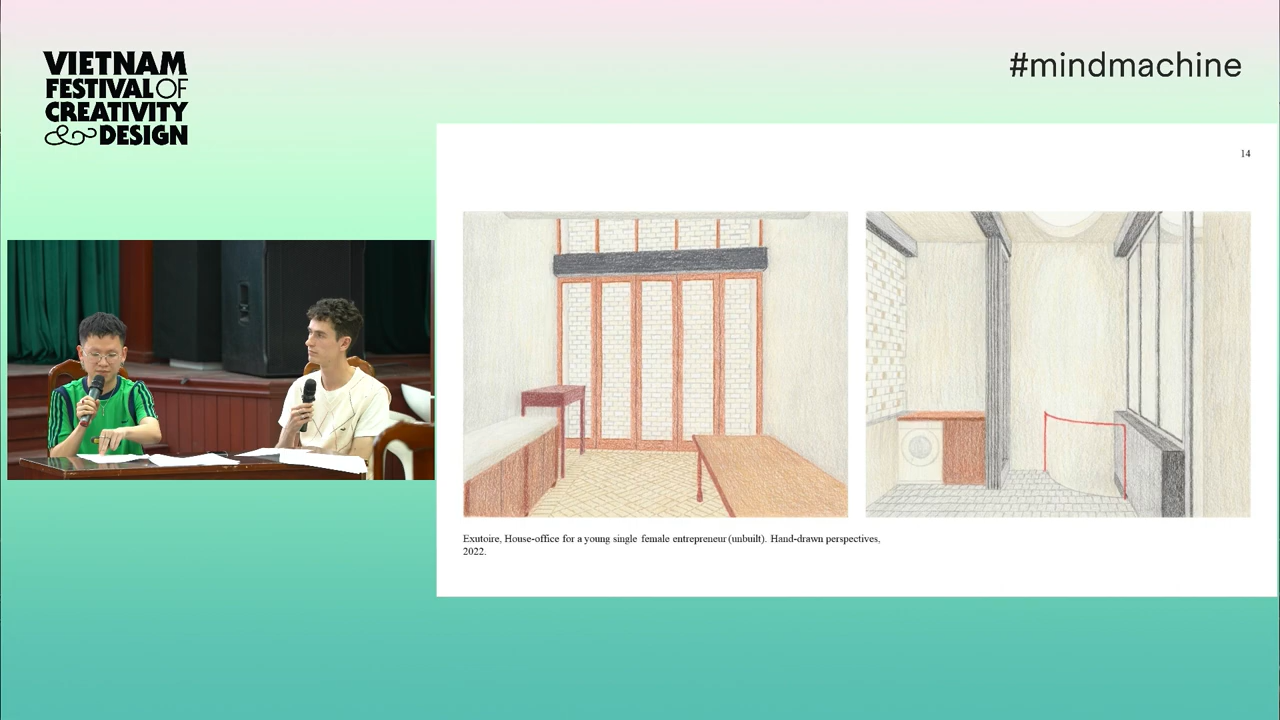 VIETNAM
FESTIVAL OF
CREATIVITY
& DESIGN
#mindmachine
14
Exutoire, House-office for a young single female entrepreneur (unbuilt). Hand-drawn perspectives,
2022.